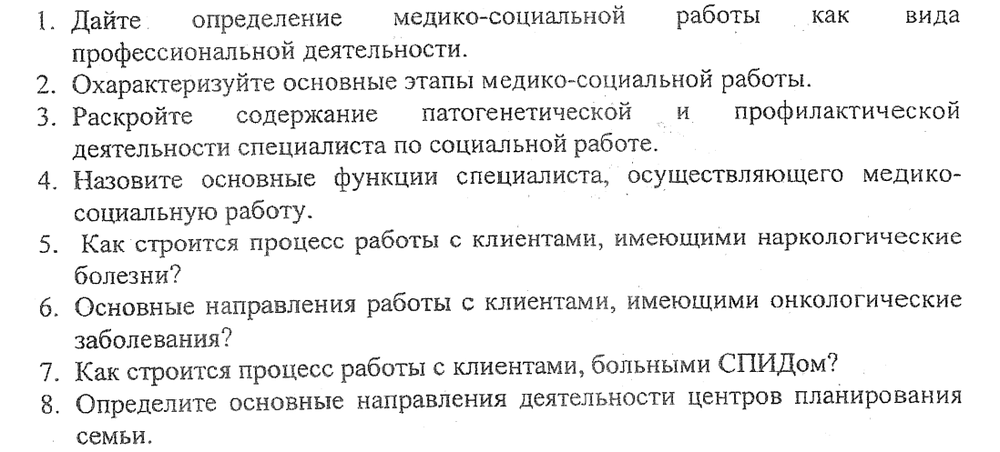 1. Дайте определение медико-социальной работы как вида
профессиональной деятельности.
2. Охарактеризуйте основные этапы медико-социальной работы.
3. Раскройте содержание патогенетической и профилактической
деятельности специалиста по социальной работе.
4. Назовите основные функции специалиста, осуществляющего медико-
социальную работу.
5. Как строится процесс работы с клиентами, имеющими наркологические
болезни?
6. Основные направления работы с клиентами, имеющими онкологические
заболевания?
7. Как строится процесс работы с клиентами, больными СПИДом?
8. Определите основные направления деятельности центров планирования
семьи.